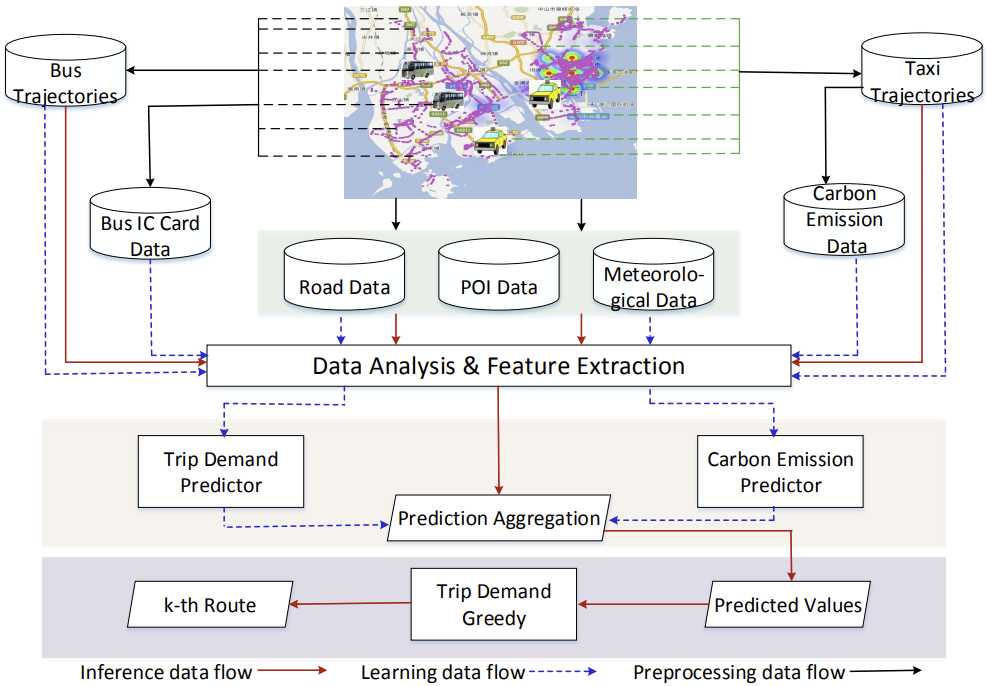 Bus
Trajectories
Taxi
Trajectories
Bus IC Card
Data
Carbon
Emission
Data
Road Data
POI Data
Meteorolo-
gical Data
Data Analysis & Feature Extraction
Trip Demand
Predictor
Carbon Emission
Predictor
Prediction Aggregation
k-th Route
Trip Demand
Greedy
Predicted Values
Inference data flow
Learning data flow
Preprocessing data flow